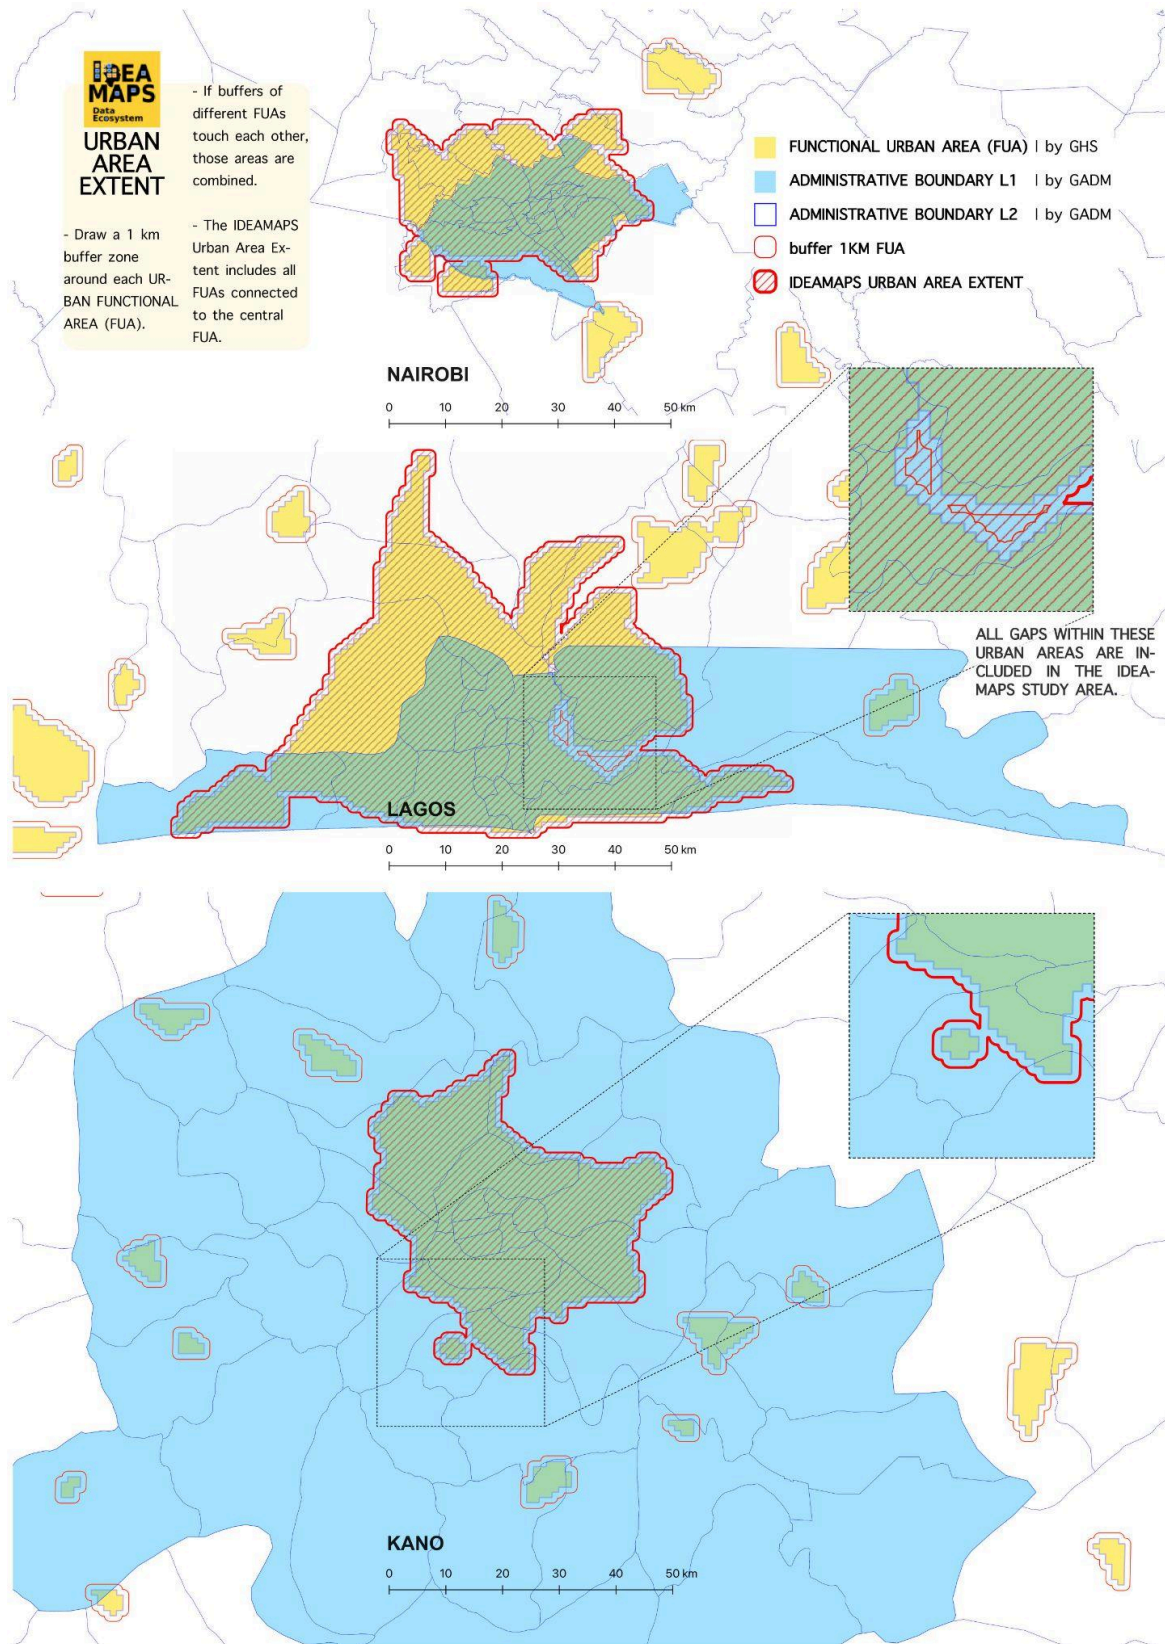 IDEA
MAPS
Data
Ecosystem
URBAN
AREA
EXTENT
- Draw a 1 km
buffer zone
around each UR-
BAN FUNCTIONAL
AREA (FUA).
- If buffers of
different FUAs
touch each other,
those areas are
combined.
- The IDEAMAPS
Urban Area Ex-
tent includes all
FUAs connected
to the central
FUA.
FUNCTIONAL URBAN AREA (FUA) | by GHS
ADMINISTRATIVE BOUNDARY L1 | by GADM
ADMINISTRATIVE BOUNDARY L2 | by GADM
buffer 1KM FUA
IDEAMAPS URBAN AREA EXTENT
NAIROBI
0 10 20 30 40 50 km
ALL GAPS WITHIN THESE
URBAN AREAS ARE IN-
CLUDED IN THE IDEA-
MAPS STUDY AREA.
LAGOS
0 10 20 30 40 50 km
KANO
0 10 20 30 40 50 km